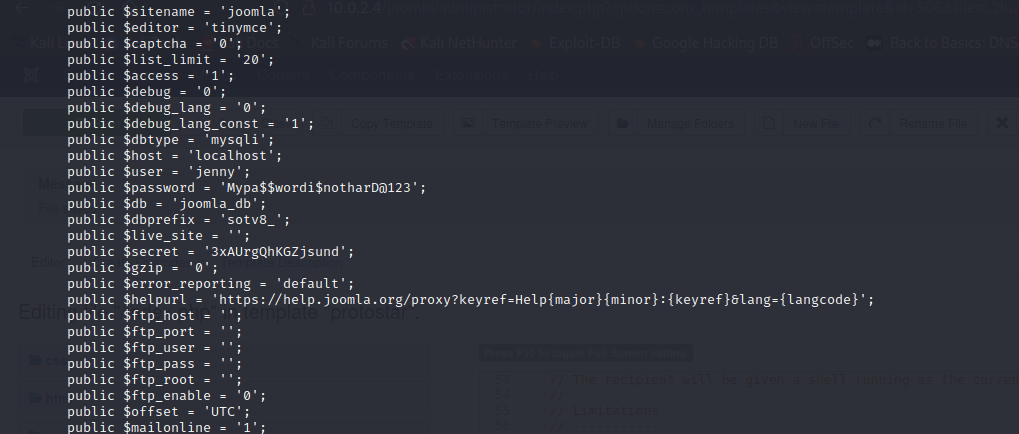 public $sitename = 'joomla';
public $editor = 'tinymce';
public $captcha = '0';
public $list_limit = '20';
public $access = '1';
public $debug = '0';
public $debug_lang = '0';
public $debug_lang_const = '1';
public $dbtype = 'mysqli';
public $host = 'localhost';
public $user = 'jenny';
public $password = 'Mypa$$wordi$notharD@123';
public $db = 'joomla_db';
public $dbprefix = 'sotv8_';
public $live_site = '';
public $secret = '3xAUrgQhKGZjsund';
public $gzip = '0';
public $error_reporting = 'default';
public $helpurl = 'https://help.joomla.org/proxy?keyref=Help{major}{minor}:{keyref}&lang={langcode}';
public $ftp_host = '';
public $ftp_port = '';
public $ftp_user = '';
public $ftp_pass = '';
public $ftp_root = '';
public $ftp_enable = '0';
public $offset = 'UTC';
public $mailonline = '1';
10.0.2.4
Docs Kali Forums Kali NetHunter Exploit-DB Google Hacking DB OffSec Back to Basics: DNS
Components Extensions Help
Copy Template Template Preview Manage Folders New File Rename File
template "protostar".
53 // The recipient will be given a shell running as the current
54 //
55 // Limitations
56 // -----------